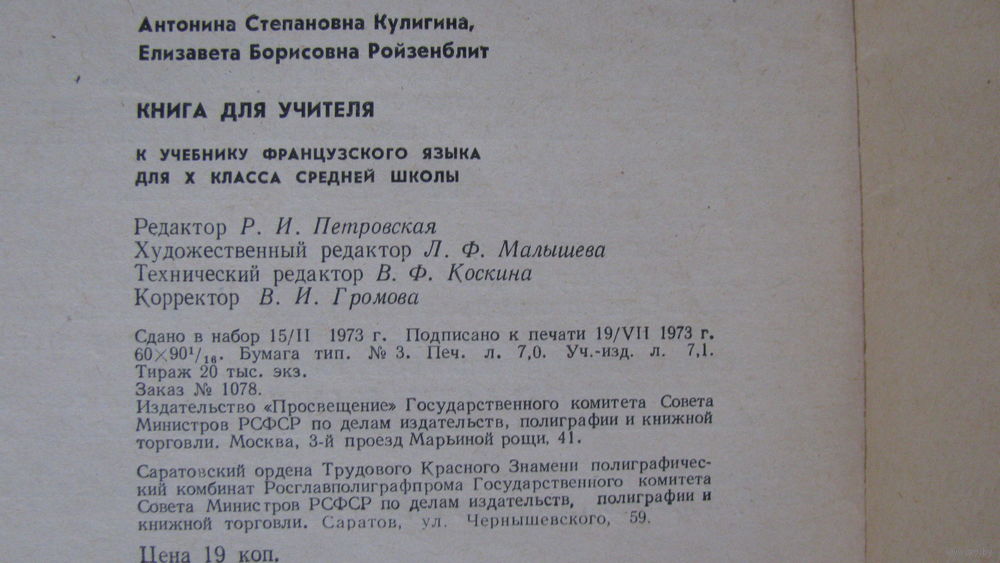 Антонина Степановна Кулигина,
Елизавета Борисовна Ройзенблит
КНИГА ДЛЯ УЧИТЕЛЯ
К УЧЕБНИКУ ФРАНЦУЗСКОГО ЯЗЫКА
ДЛЯ X КЛАССА СРЕДНЕЙ ШКОЛЫ
Редактор Р. И. Петровская
Художественный редактор Л. Ф. Малышева
Технический редактор В. Ф. Коскина
Корректор В. И. Громова
Сдано в набор 15/II 1973 г. Подписано к печати 19/VII 1973 г.
60×90¹/₁₆. Бумага тип. № 3. Печ. л. 7,0. Уч.-изд. л. 7,1.
Тираж 20 тыс. экз.
Заказ № 1078.
Издательство «Просвещение» Государственного комитета Совета
Министров РСФСР по делам издательств, полиграфии и книжной
торговли. Москва, 3-й проезд Марьиной рощи, 41.
Саратовский ордена Трудового Красного Знамени полиграфичес-
кий комбинат Росглавполиграфпрома Государственного комитета
Совета Министров РСФСР по делам издательств, полиграфии и
книжной торговли. Саратов, ул. Чернышевского, 59.
Цена 19 коп.